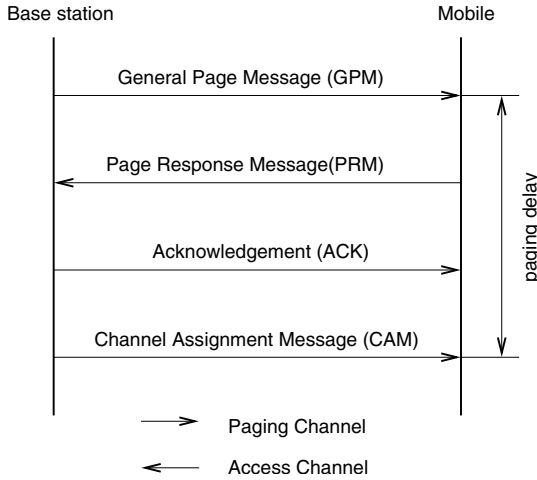 Base station
Mobile
General Page Message (GPM)
Page Response Message(PRM)
paging delay
Acknowledgement (ACK)
Channel Assignment Message (CAM)
Paging Channel
Access Channel